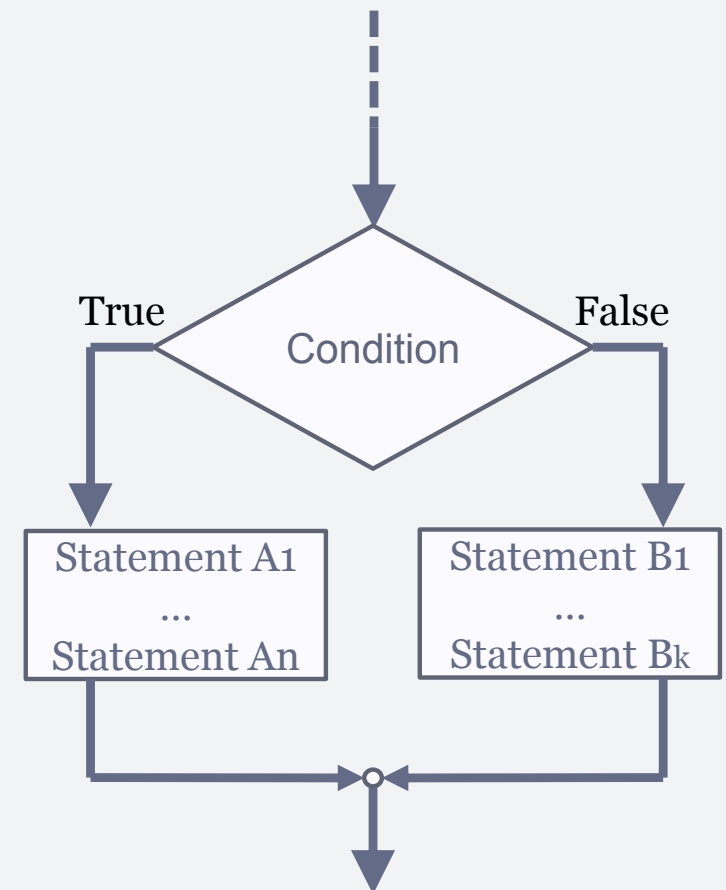 True
False
Condition
Statement A1
...
Statement An
Statement B1
...
Statement Bk